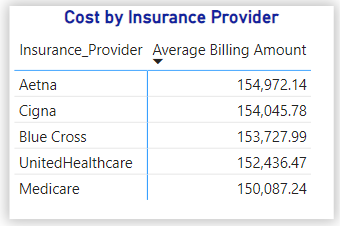 Cost by Insurance Provider
Insurance_Provider Average Billing Amount
Aetna 154,972.14
Cigna 154,045.78
Blue Cross 153,727.99
UnitedHealthcare 152,436.47
Medicare 150,087.24